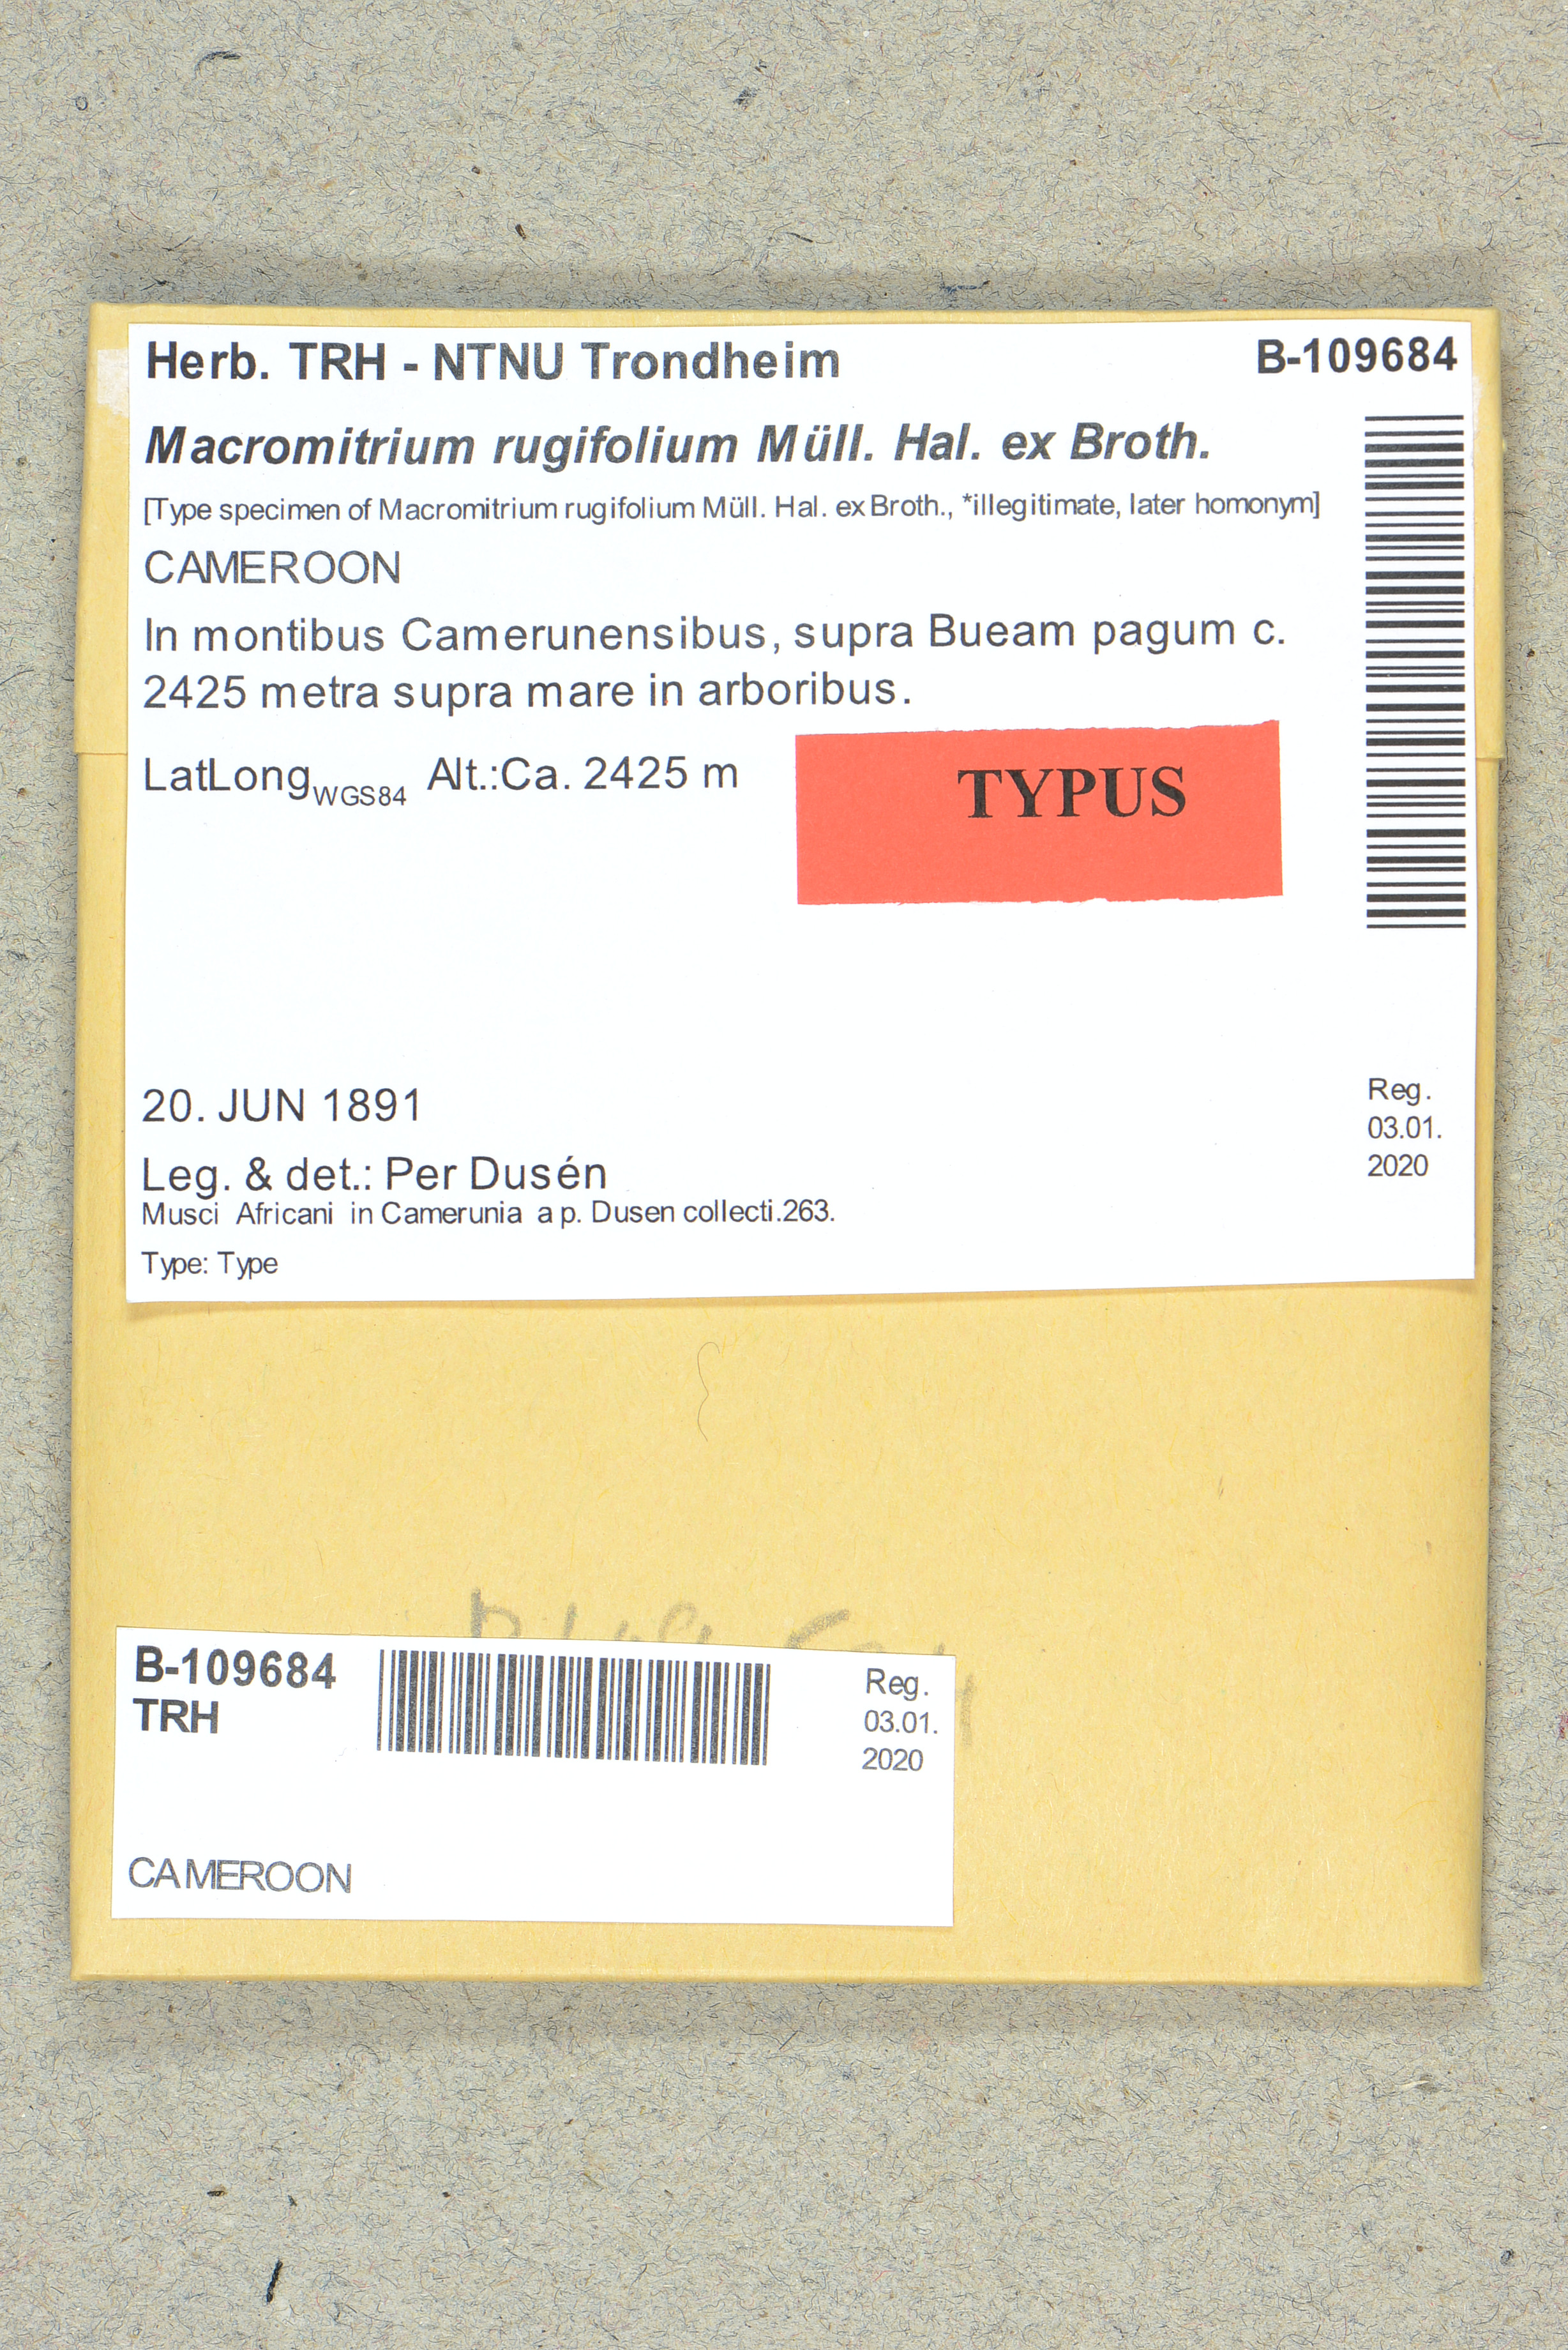 Herb. TRH - NTNU Trondheim B-109684
Macromitrium rugifolium Müll. Hal. ex Broth.
[Type specimen of Macromitrium rugifolium Müll. Hal. ex Broth., *illegitimate, later homonym]
CAMEROON
In montibus Camerunensibus, supra Bueam pagum c.
2425 metra supra mare in arboribus.
LatLong WGS84 Alt.:Ca. 2425 m
TYPUS
20. JUN 1891
Leg. & det.: Per Dusén
Musci Africani in Camerunia a p. Dusen collecti.263.
Type: Type
Reg.
03.01.
2020
B-109684
TRH
Reg.
03.01.
2020
CAMEROON